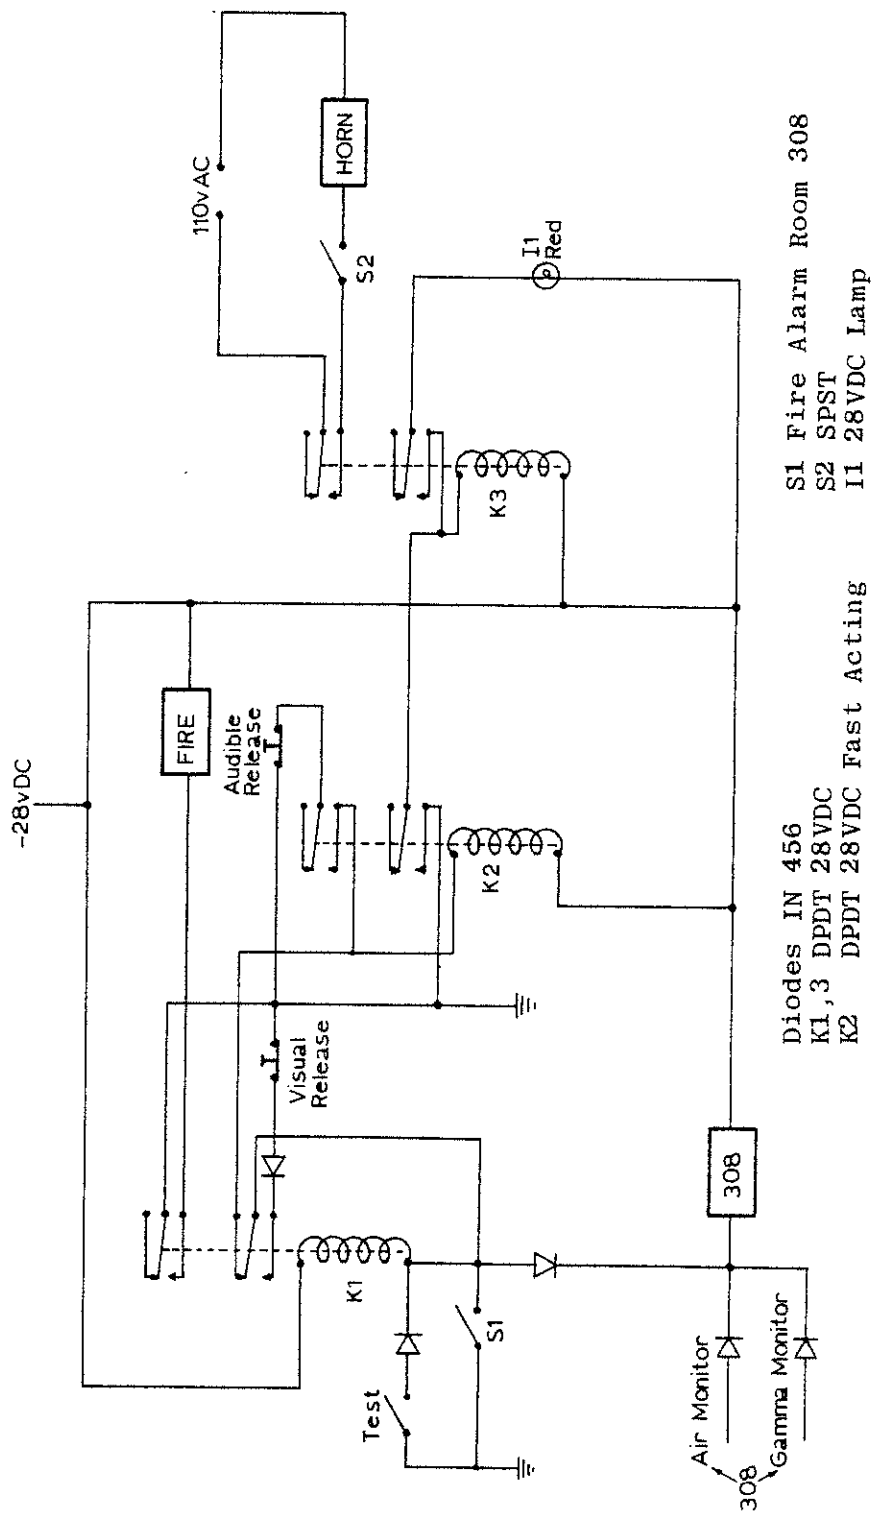 -28vDC
110vAC
FIRE
HORN
S2
Audible
Release
I1
Red
K3
K2
Visual
Release
K1
Test
S1
308
Air Monitor
308
Gamma Monitor
Diodes IN 456
K1,3 DPDT 28VDC
K2 DPDT 28VDC Fast Acting
S1 Fire Alarm Room 308
S2 SPST
I1 28VDC Lamp